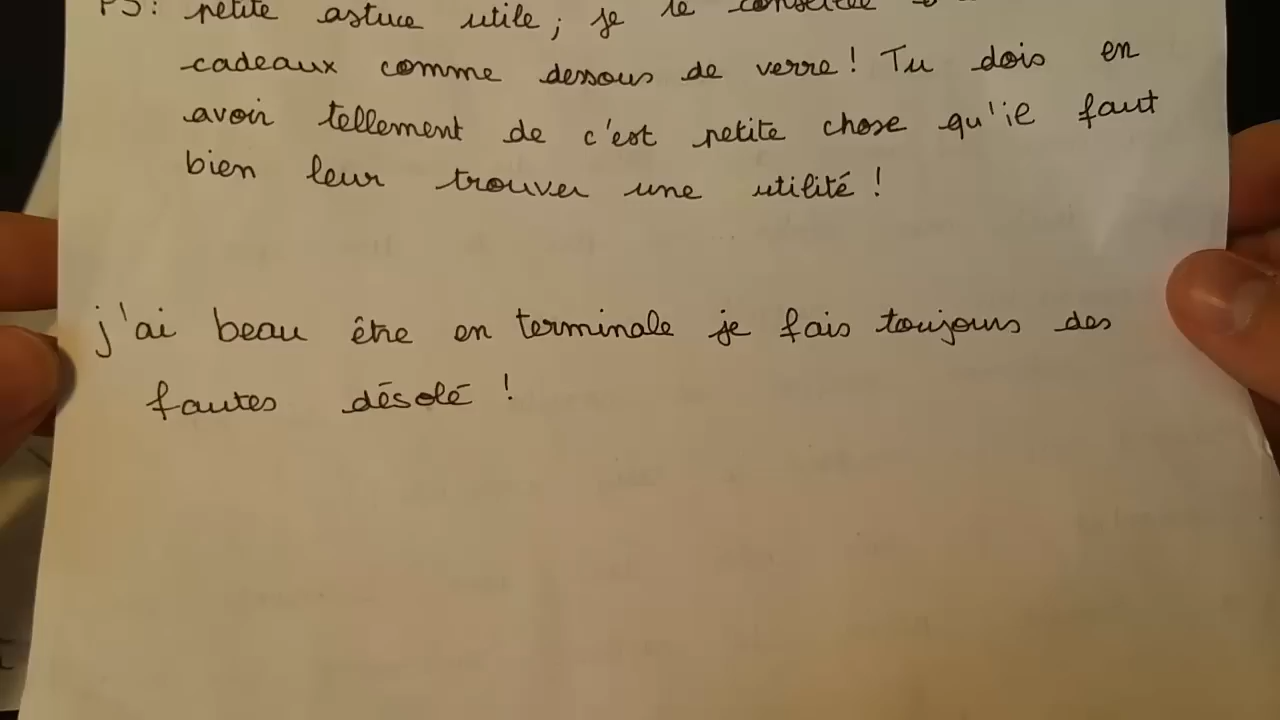 PS: petite astuce utile; je te conseille
cadeaux comme dessous de verre! Tu dois en
avoir tellement de c'est petite chose qu'il faut
bien leur trouver une utilité!
j'ai beau être en terminale je fais toujours des
fautes désolé!